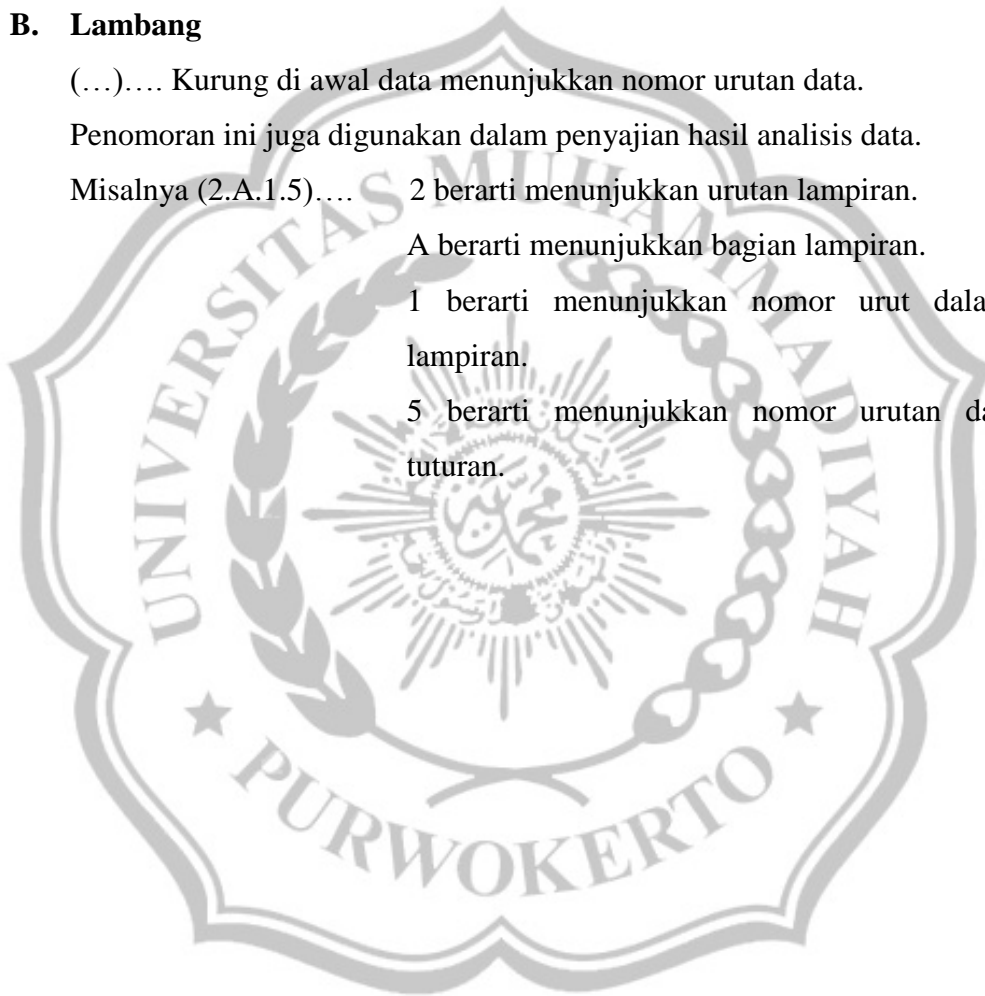 B. Lambang
(…)…. Kurung di awal data menunjukkan nomor urutan data.
Penomoran ini juga digunakan dalam penyajian hasil analisis data.
Misalnya (2.A.1.5)…. 2 berarti menunjukkan urutan lampiran.
A berarti menunjukkan bagian lampiran.
1 berarti menunjukkan nomor urut dala
lampiran.
5 berarti menunjukkan nomor urutan da
tuturan.
UNIVERSITAS MUHAMMADIYAH
PURWOKERTO